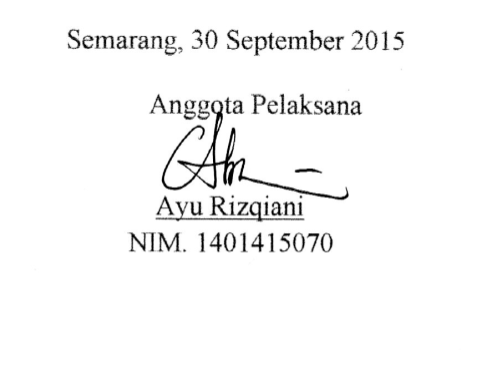 Semarang, 30 September 2015
Anggota Pelaksana
Ayu Rizqiani
NIM. 1401415070